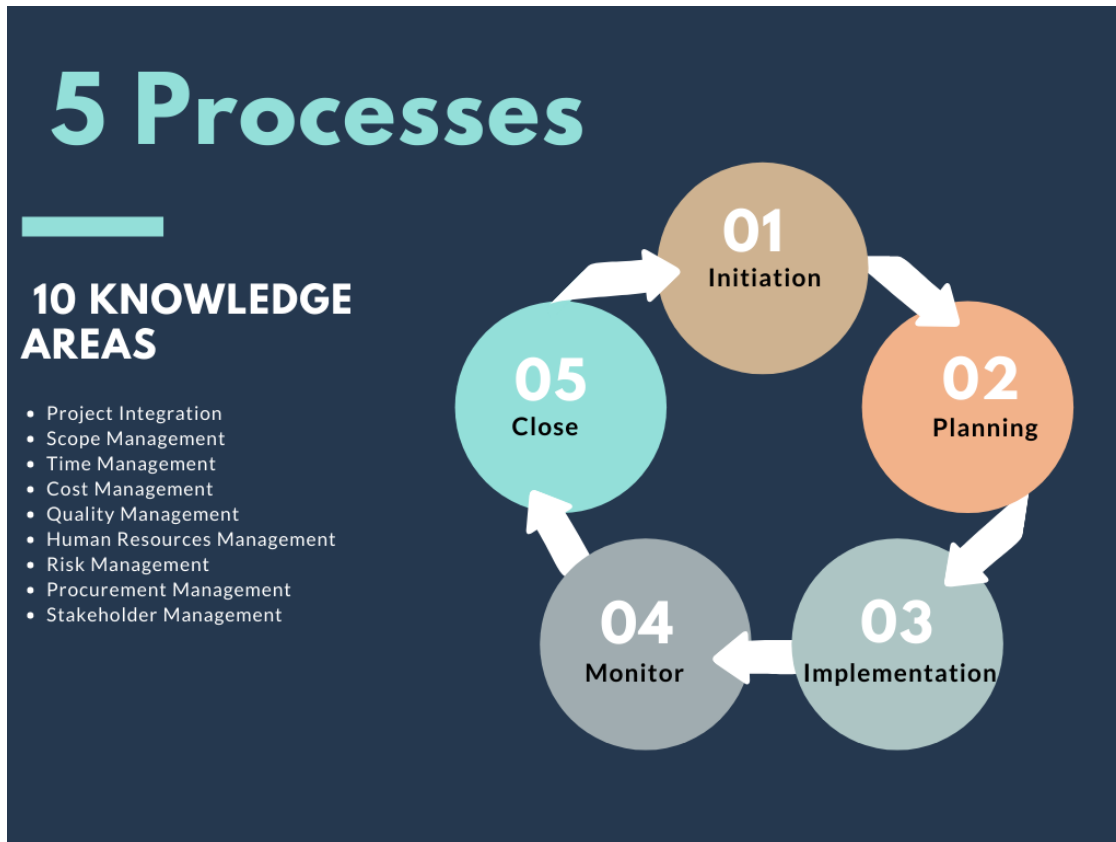 5 Processes
10 KNOWLEDGE
AREAS
• Project Integration
• Scope Management
• Time Management
• Cost Management
• Quality Management
• Human Resources Management
• Risk Management
• Procurement Management
• Stakeholder Management
01
Initiation
02
Planning
03
Implementation
04
Monitor
05
Close